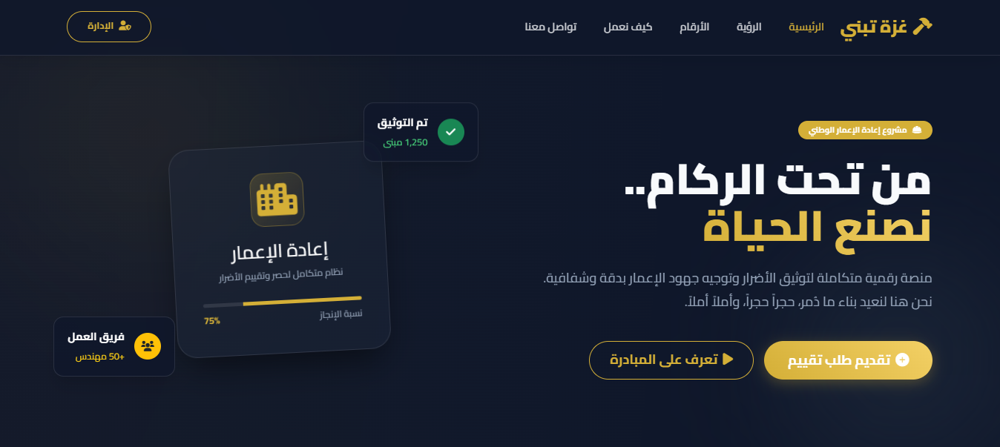 غزة تبني
الرئيسية
الرؤية
الأرقام
كيف نعمل
تواصل معنا
الإدارة
مشروع إعادة الإعمار الوطني
من تحت الركام..
نصنع الحياة
منصة رقمية متكاملة لتوثيق الأضرار وتوجيه جهود الإعمار بدقة وشفافية.
نحن هنا لنعيد بناء ما دُمر، حجراً حجراً، وأملاً أملاً.
تقديم طلب تقييم
تعرف على المبادرة
تم التوثيق
1,250 مبنى
إعادة الإعمار
نظام متكامل لحصر وتقييم الأضرار
نسبة الإنجاز
75%
فريق العمل
+50 مهندس